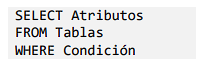 SELECT Atributos
FROM Tablas
WHERE Condición